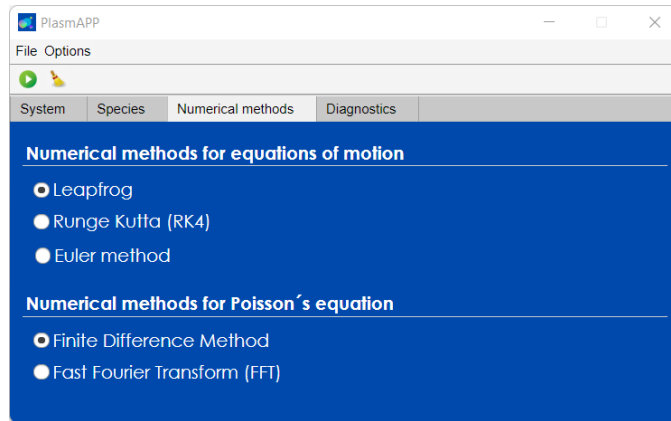 PlasmAPP
File Options
System Species Numerical methods Diagnostics
Numerical methods for equations of motion
Leapfrog
Runge Kutta (RK4)
Euler method
Numerical methods for Poisson´s equation
Finite Difference Method
Fast Fourier Transform (FFT)